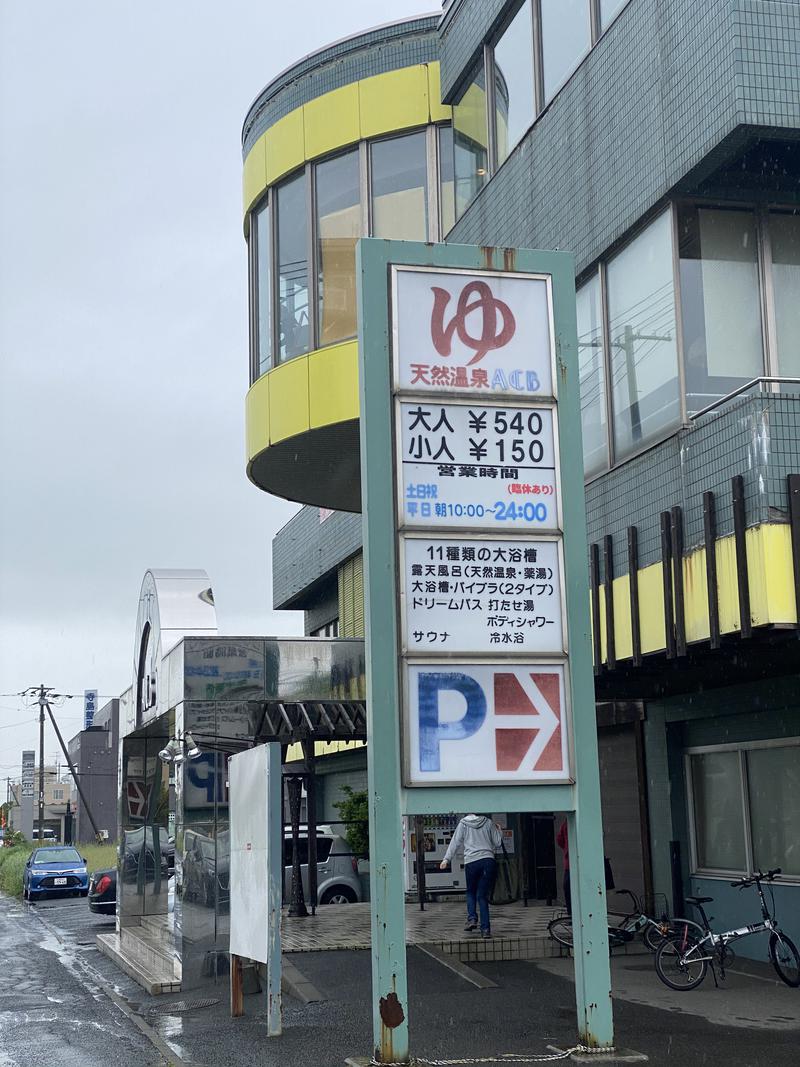 ゆ
天然温泉ACB
大人 ¥540
小人 ¥150
営業時間
土日祝 (臨休あり)
平日 朝10:00~24:00
11種類の大浴槽
露天風呂(天然温泉・薬湯)
大浴槽・バイブラ(2タイプ)
ドリームバス 打たせ湯
ボディシャワー
サウナ 冷水浴
P